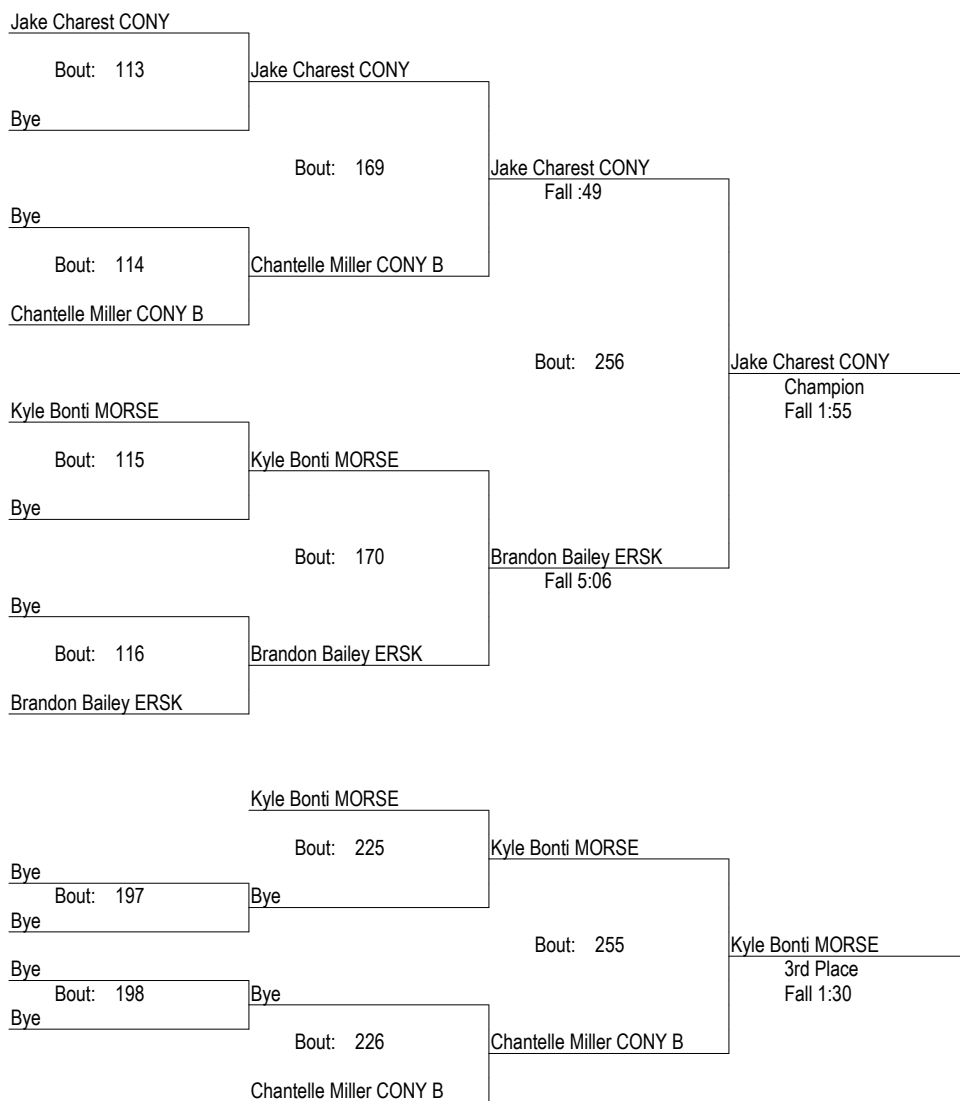 Jake Charest CONY
Bout: 113
Jake Charest CONY
Bye
Bout: 169
Jake Charest CONY
Fall :49
Bye
Bout: 114
Chantelle Miller CONY B
Chantelle Miller CONY B
Bout: 256
Jake Charest CONY
Champion
Fall 1:55
Kyle Bonti MORSE
Bout: 115
Kyle Bonti MORSE
Bye
Bout: 170
Brandon Bailey ERSK
Fall 5:06
Bye
Bout: 116
Brandon Bailey ERSK
Brandon Bailey ERSK
Kyle Bonti MORSE
Bout: 225
Kyle Bonti MORSE
Bye
Bout: 197
Bye
Bye
Bout: 255
Kyle Bonti MORSE
3rd Place
Fall 1:30
Bye
Bout: 198
Bye
Bye
Bout: 226
Chantelle Miller CONY B
Chantelle Miller CONY B